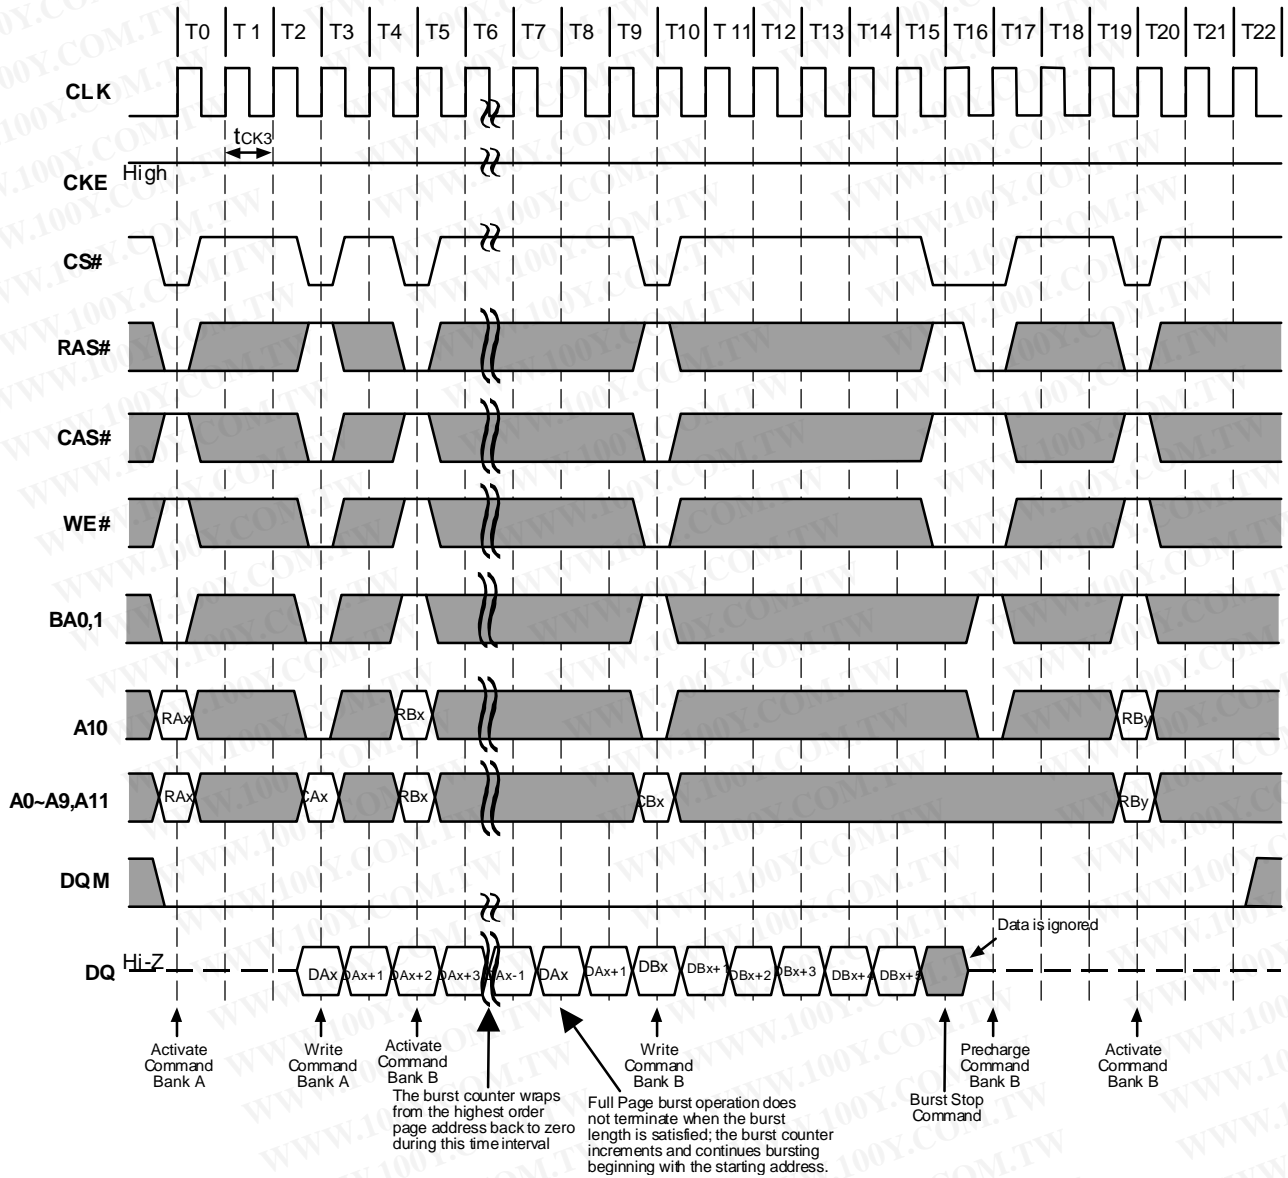 T0 T1 T2 T3 T4 T5 T6 T7 T8 T9 T10 T11 T12 T13 T14 T15 T16 T17 T18 T19 T20 T21 T22
CLK
tCK3
High
CKE
CS#
RAS#
CAS#
WE#
BA0,1
A10 RAx RBx RBy
A0~A9,A11 RAx CAx RBx CBx RBy
DQM
Data is ignored
DQ Hi-Z DAx DAx+1 DAx+2 DAx+3 DAx-1 DAx DAx+1 DBx DBx+1 DBx+2 DBx+3 DBx+4 DBx+5
Activate
Command
Bank A
Write
Command
Bank A
Activate
Command
Bank B
The burst counter wraps
from the highest order
page address back to zero
during this time interval
Full Page burst operation does
not terminate when the burst
length is satisfied; the burst counter
increments and continues bursting
beginning with the starting address.
Write
Command
Bank B
Burst Stop
Command
Precharge
Command
Bank B
Activate
Command
Bank B
WWW.100Y.COM.TW